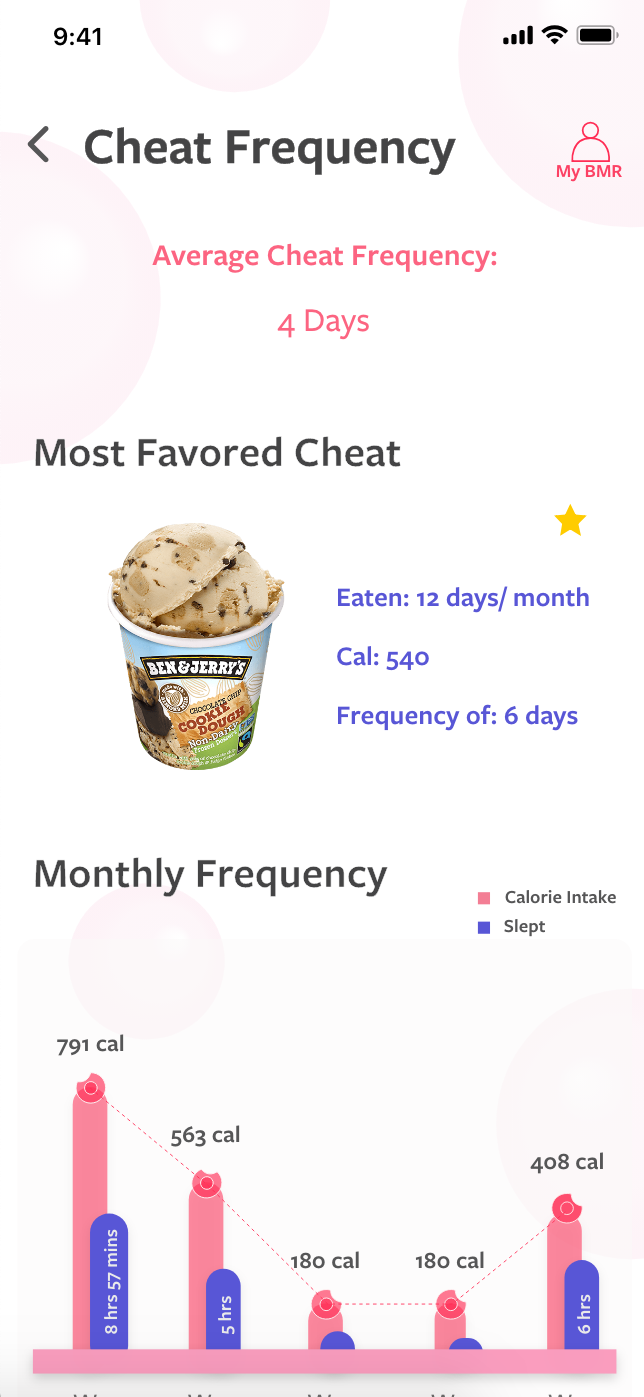 9:41
Cheat Frequency
My BMR
Average Cheat Frequency:
4 Days
Most Favored Cheat
Eaten: 12 days/ month
Cal: 540
Frequency of: 6 days
BEN&JERRY'S
CHOCOLATE CHIP
COOKIE
DOUGH
Non-Dairy
Frozen Dessert
Monthly Frequency
Calorie Intake
Slept
791 cal
563 cal
408 cal
180 cal
180 cal
8 hrs 57 mins
5 hrs
6 hrs